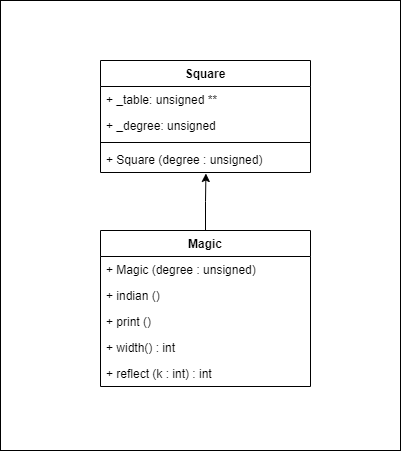 Square
+ _table: unsigned **
+ _degree: unsigned
+ Square (degree : unsigned)
Magic
+ Magic (degree : unsigned)
+ indian ()
+ print ()
+ width() : int
+ reflect (k : int) : int